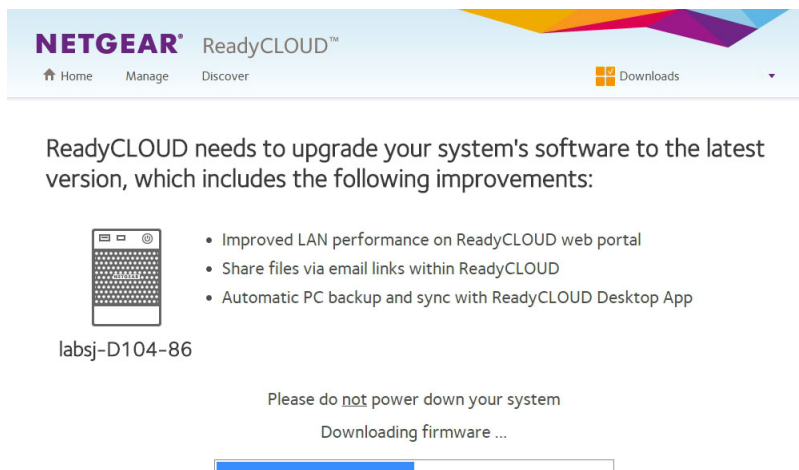 NETGEAR® ReadyCLOUD™
Home Manage Discover Downloads
ReadyCLOUD needs to upgrade your system's software to the latest
version, which includes the following improvements:
• Improved LAN performance on ReadyCLOUD web portal
• Share files via email links within ReadyCLOUD
• Automatic PC backup and sync with ReadyCLOUD Desktop App
NETGEAR
labsj-D104-86
Please do not power down your system
Downloading firmware ...